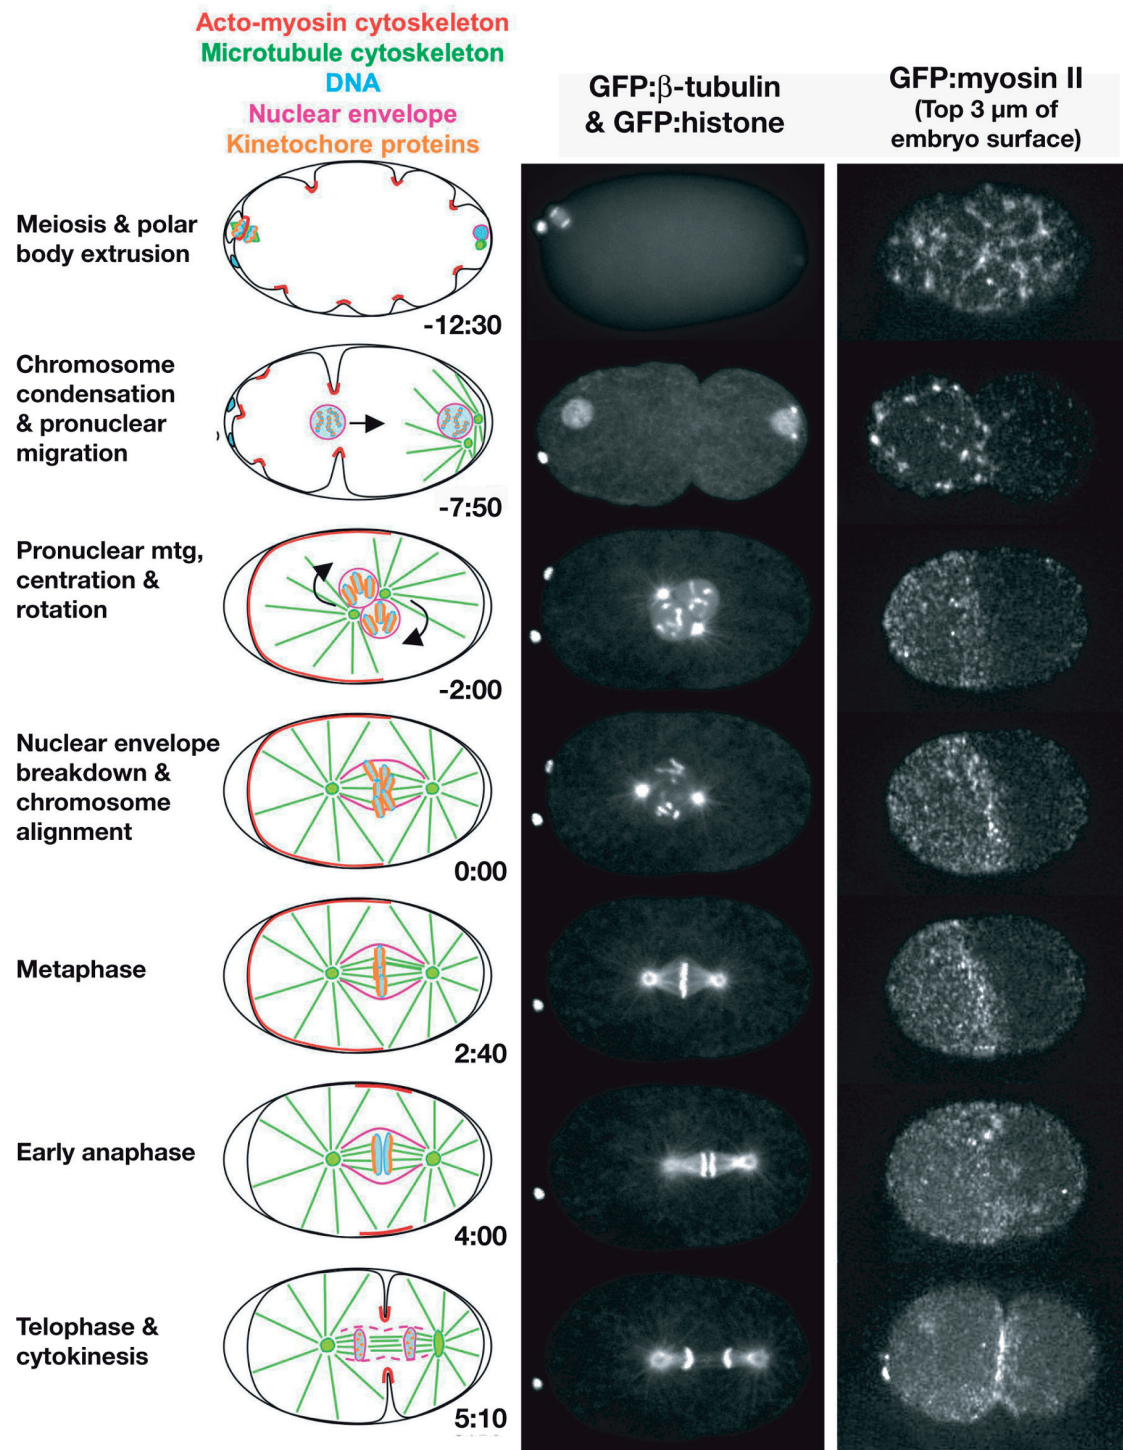 Acto-myosin cytoskeleton
Microtubule cytoskeleton
DNA
Nuclear envelope
Kinetochore proteins
GFP:β-tubulin
& GFP:histone
GFP:myosin II
(Top 3 µm of
embryo surface)
Meiosis & polar
body extrusion
-12:30
Chromosome
condensation
& pronuclear
migration
-7:50
Pronuclear mtg,
centration &
rotation
-2:00
Nuclear envelope
breakdown &
chromosome
alignment
0:00
Metaphase
2:40
Early anaphase
4:00
Telophase &
cytokinesis
5:10